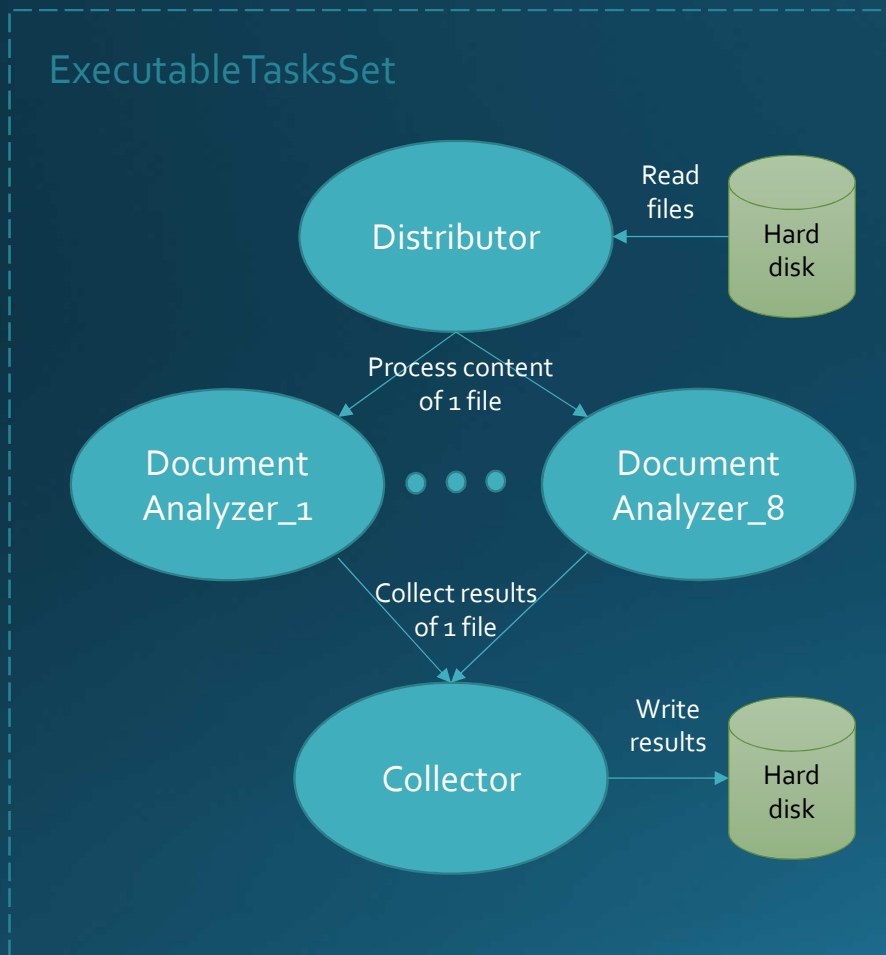 ExecutableTasksSet
Read
files
Distributor
Hard
disk
Process content
of 1 file
Document
Analyzer_1
Document
Analyzer_8
Collect results
of 1 file
Write
results
Collector
Hard
disk